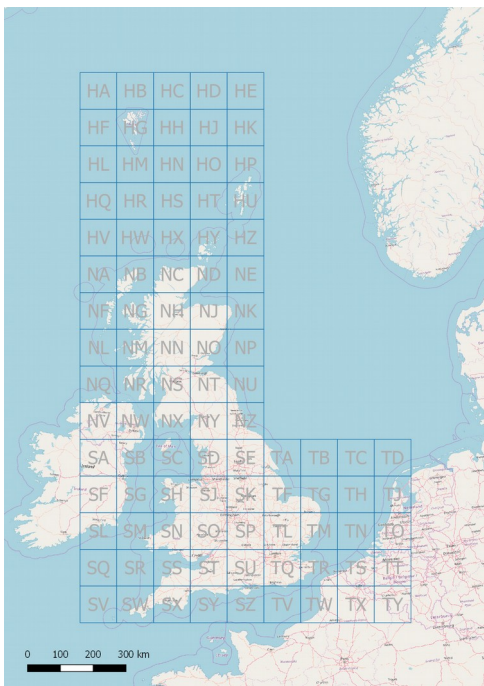 HA HB HC HD HE
HF HG HH HJ HK
HL HM HN HO HP
HQ HR HS HT HU
HV HW HX HY HZ
NA NB NC ND NE
NF NG NH NJ NK
NL NM NN NO NP
NQ NR NS NT NU
NV NW NX NY NZ
SA SB SC SD SE TA TB TC TD
SF SG SH SJ SK TF TG TH TJ
SL SM SN SO SP TL TM TN TO
SQ SR SS ST SU TQ TR TS TT
SV SW SX SY SZ TV TW TX TY
0 100 200 300 km